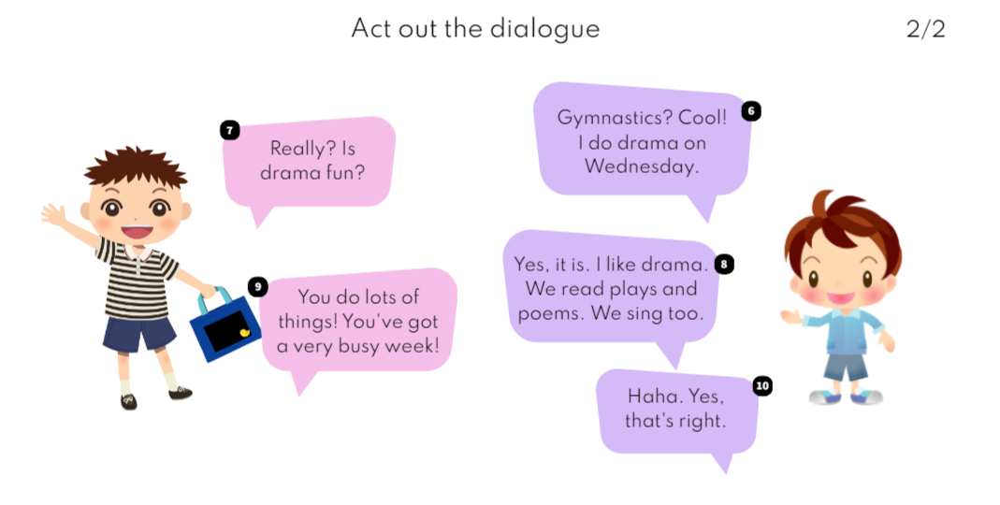 Act out the dialogue
2/2
6
Gymnastics? Cool!
I do drama on
Wednesday.
7
Really? Is
drama fun?
8
Yes, it is. I like drama.
We read plays and
poems. We sing too.
9
You do lots of
things! You've got
a very busy week!
10
Haha. Yes,
that's right.